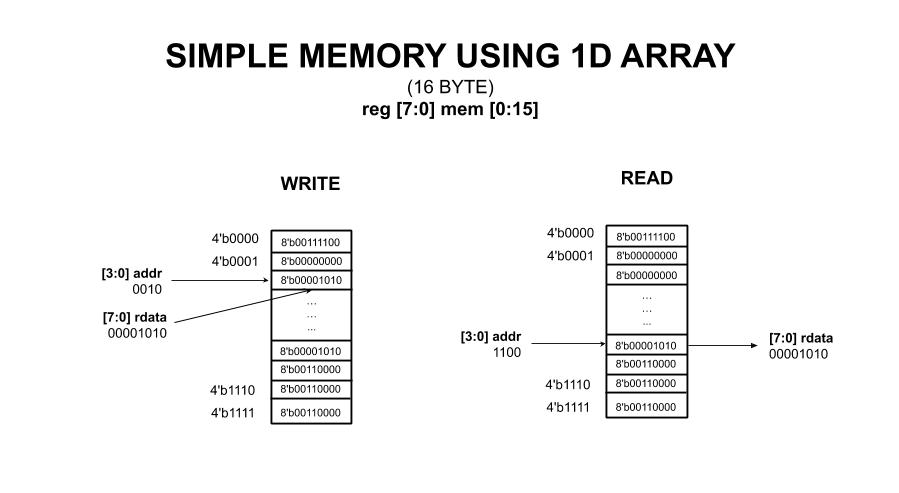 SIMPLE MEMORY USING 1D ARRAY
(16 BYTE)
reg [7:0] mem [0:15]
WRITE
4'b0000
8'b00111100
4'b0001
8'b00000000
[3:0] addr
0010
8'b00001010
[7:0] rdata
00001010
...
...
...
8'b00001010
8'b00110000
4'b1110
8'b00110000
4'b1111
8'b00110000
READ
4'b0000
8'b00111100
4'b0001
8'b00000000
8'b00000000
...
...
...
[3:0] addr
1100
8'b00001010
[7:0] rdata
00001010
8'b00110000
4'b1110
8'b00110000
4'b1111
8'b00110000